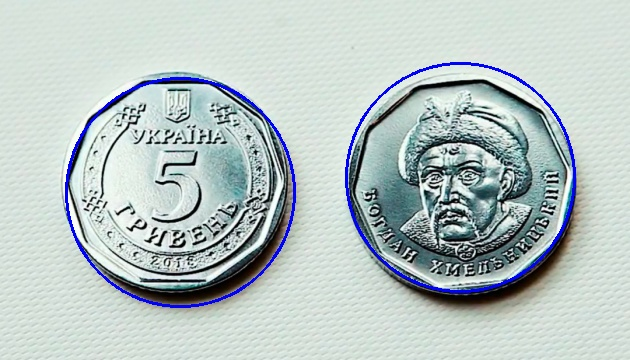 УКРАЇНА
5
ГРИВЕНЬ
2018
БОГДАН ХМЕЛЬНИЦЬКИЙ